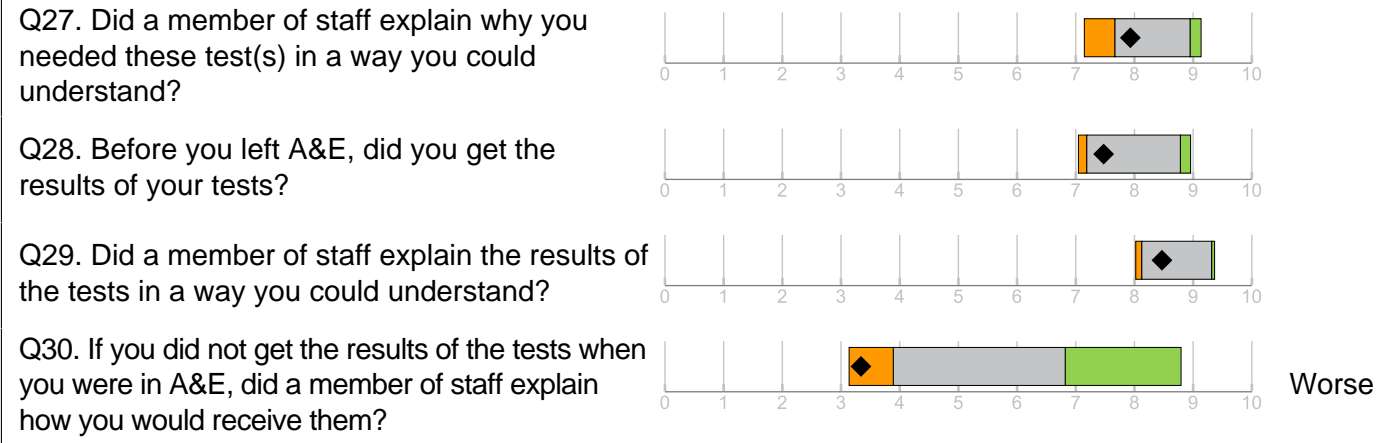 Q27. Did a member of staff explain why you
needed these test(s) in a way you could
understand?
0 1 2 3 4 5 6 7 8 9 10
Q28. Before you left A&E, did you get the
results of your tests?
0 1 2 3 4 5 6 7 8 9 10
Q29. Did a member of staff explain the results of
the tests in a way you could understand?
0 1 2 3 4 5 6 7 8 9 10
Q30. If you did not get the results of the tests when
you were in A&E, did a member of staff explain
how you would receive them?
0 1 2 3 4 5 6 7 8 9 10
Worse